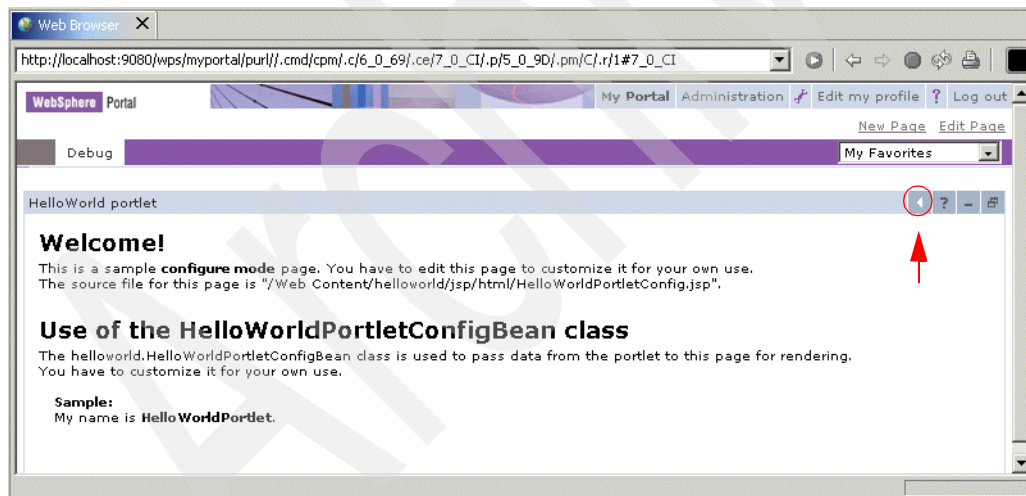 Web Browser
http://localhost:9080/wps/myportal/purl//.cmd/cpm/.c/6_0_69/.ce/7_0_CI/.p/5_0_9D/.pm/C/.r/1#7_0_CI
WebSphere Portal My Portal Administration Edit my profile ? Log out
New Page Edit Page
Debug My Favorites
HelloWorld portlet ?
Welcome!
This is a sample configure mode page. You have to edit this page to customize it for your own use.
The source file for this page is "/Web Content/helloworld/jsp/html/HelloWorldPortletConfig.jsp".
Use of the HelloWorldPortletConfigBean class
The helloworld.HelloWorldPortletConfigBean class is used to pass data from the portlet to this page for rendering.
You have to customize it for your own use.
Sample:
My name is HelloWorldPortlet.